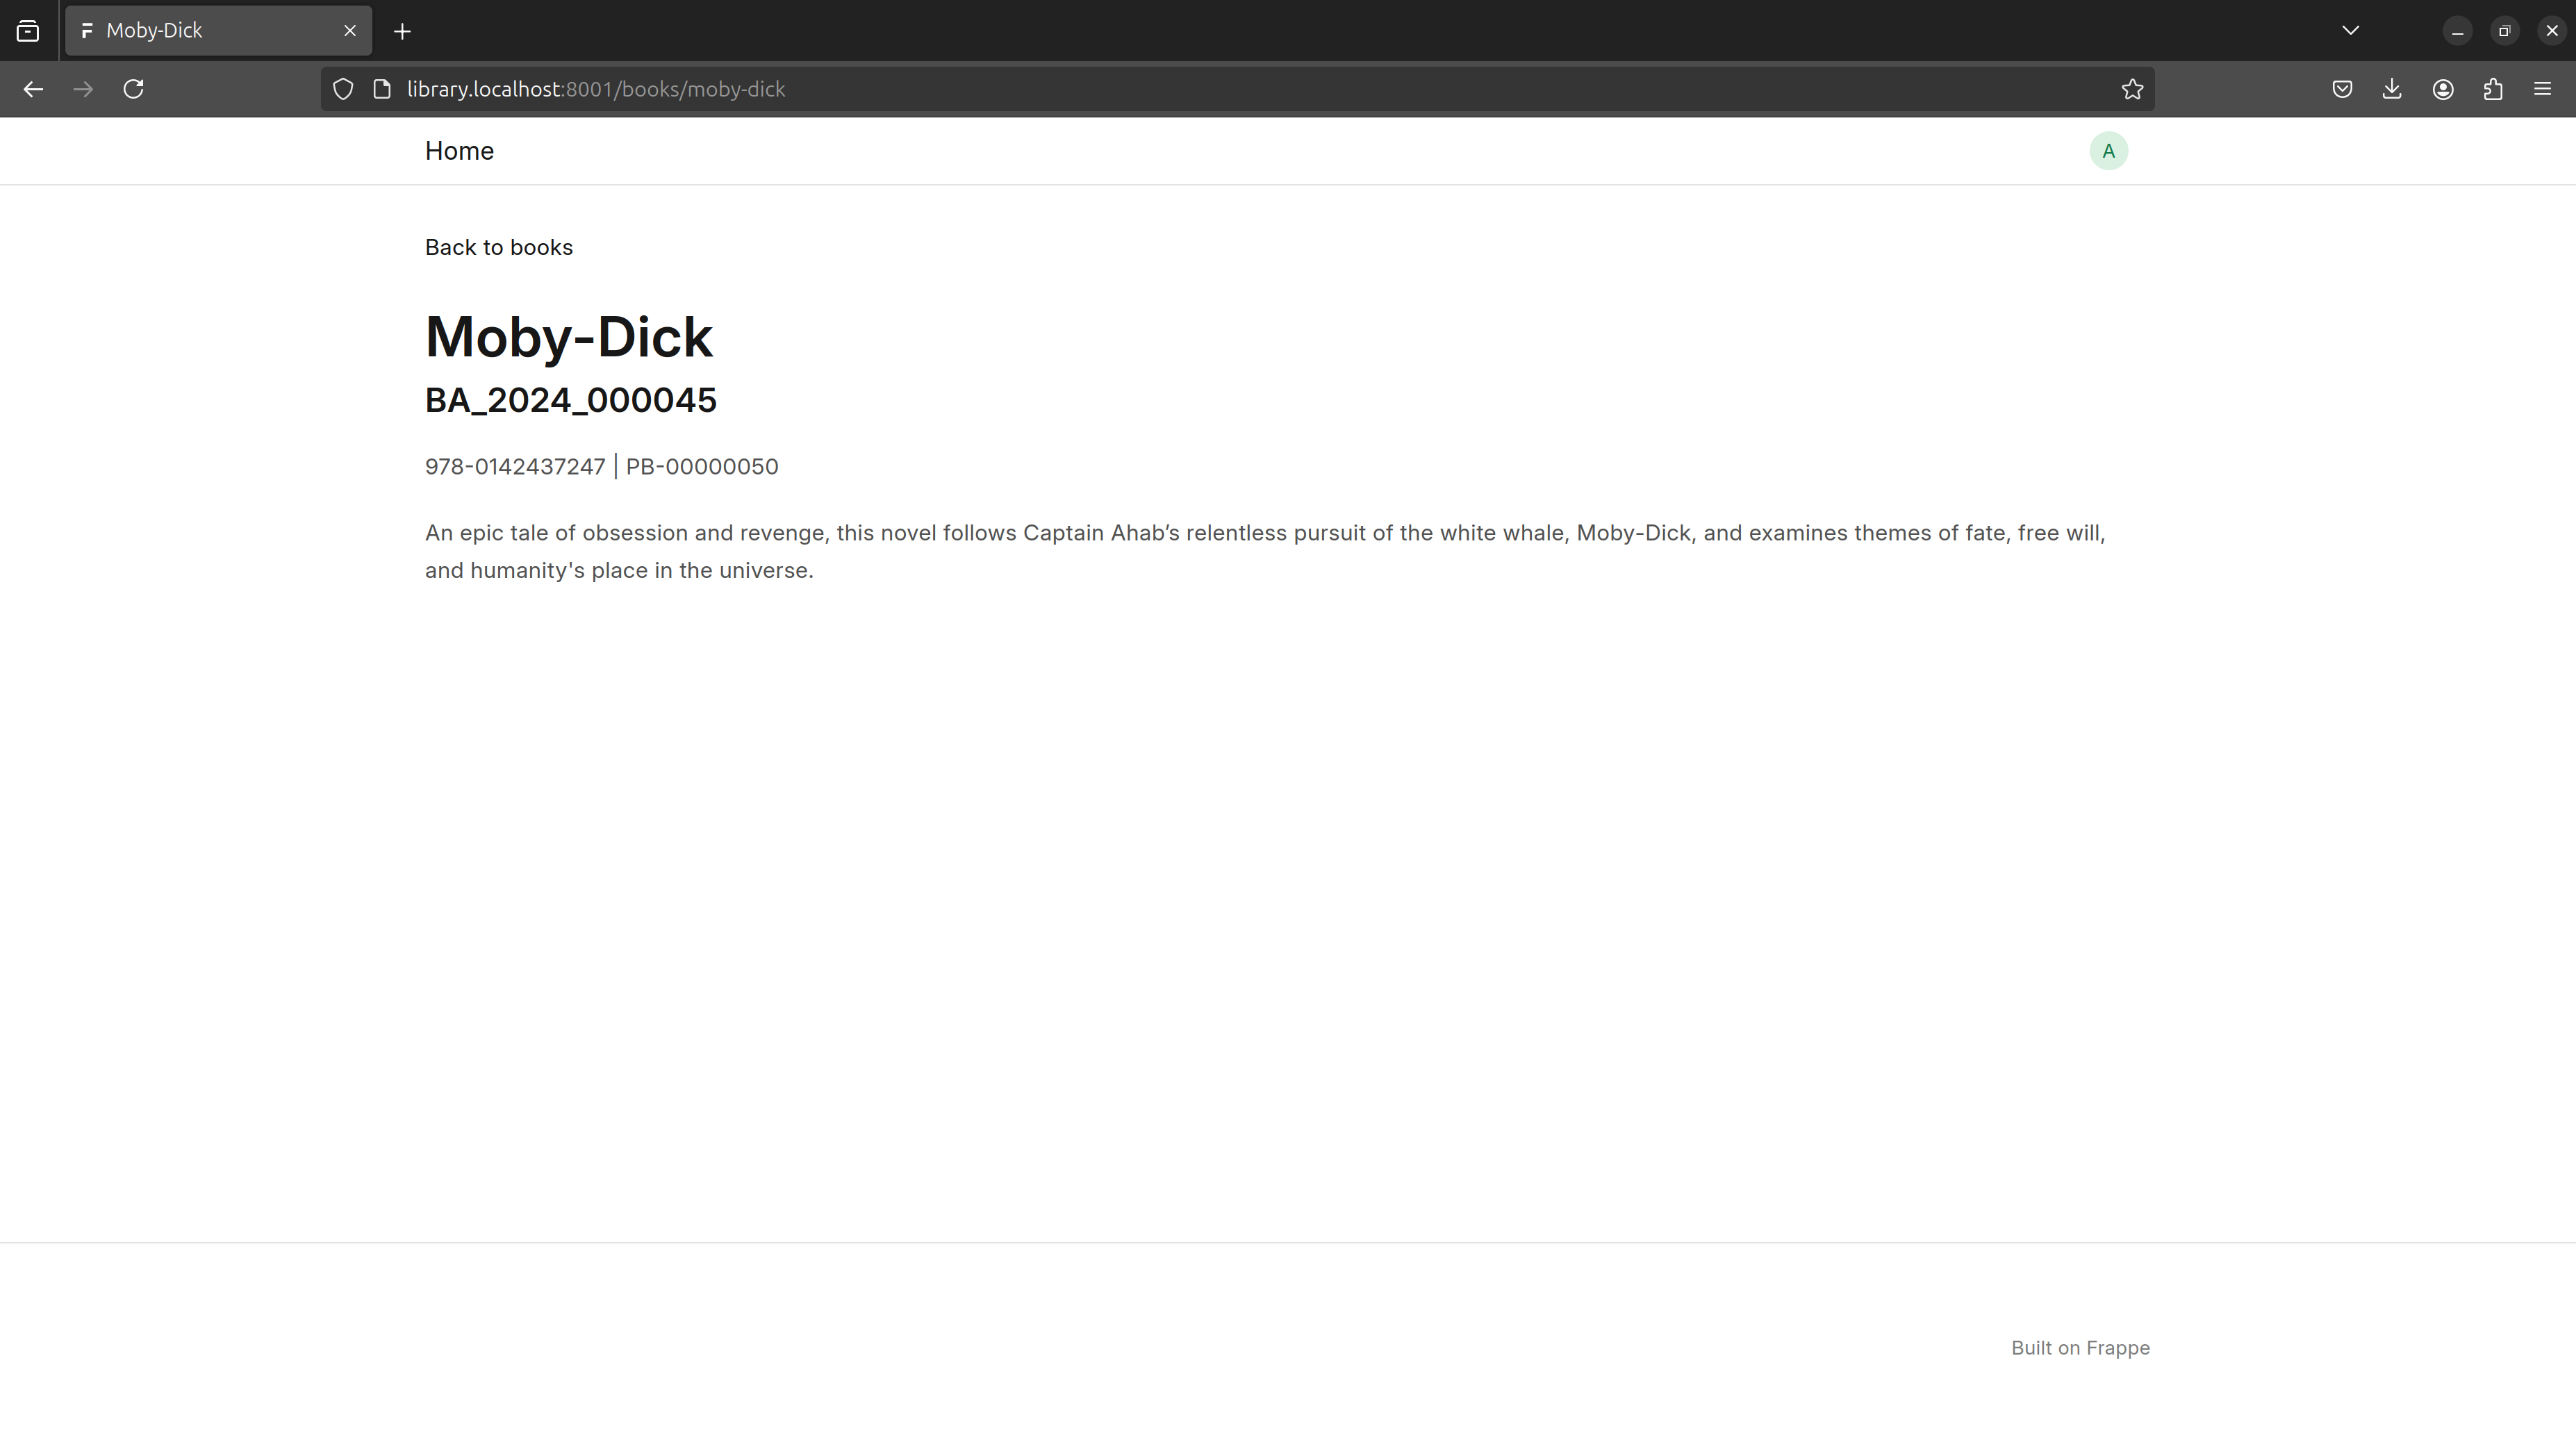 Moby-Dick
library.localhost:8001/books/moby-dick
Home
A
Back to books
Moby-Dick
BA_2024_000045
978-0142437247 | PB-00000050
An epic tale of obsession and revenge, this novel follows Captain Ahab’s relentless pursuit of the white whale, Moby-Dick, and examines themes of fate, free will,
and humanity's place in the universe.
Built on Frappe